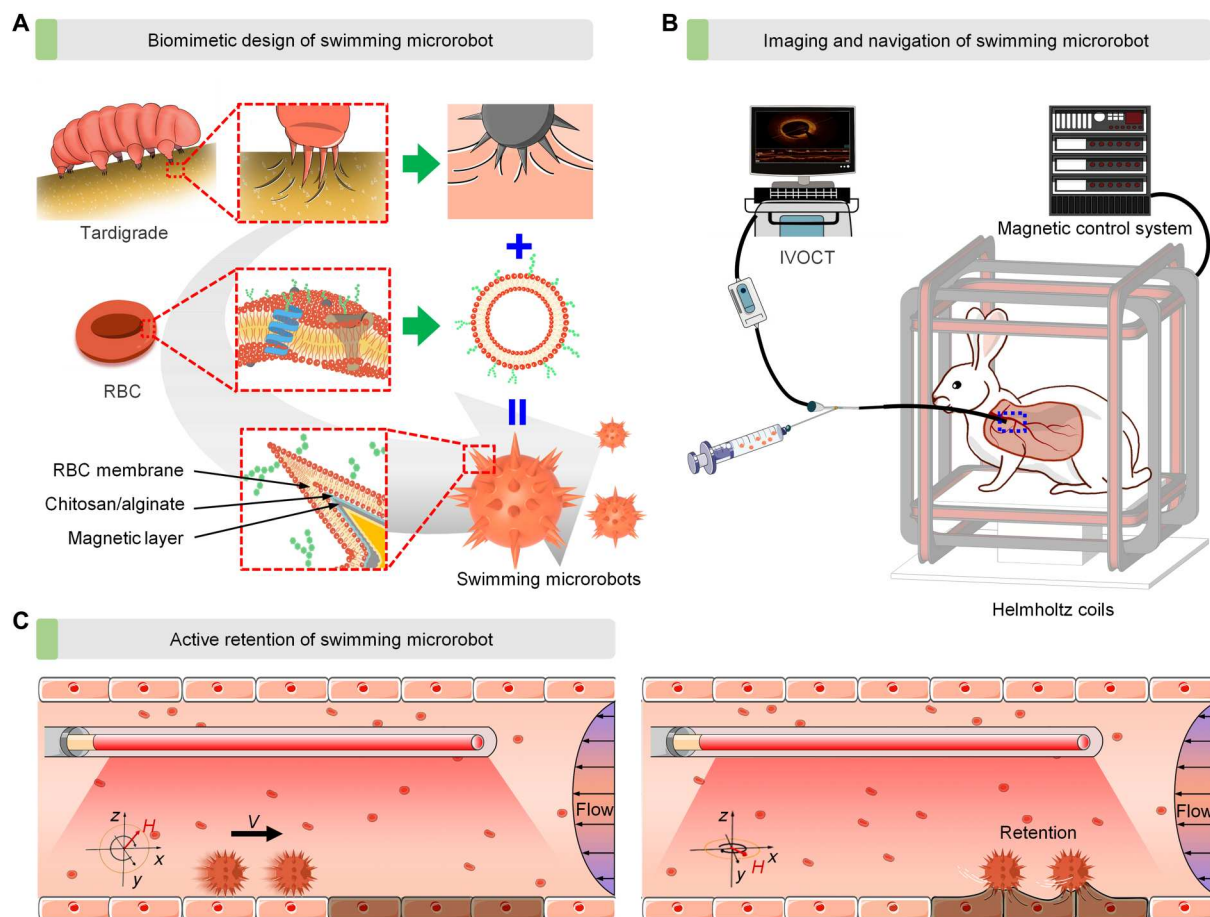 A
Biomimetic design of swimming microrobot
Tardigrade
RBC
RBC membrane
Chitosan/alginate
Magnetic layer
Swimming microrobots
B
Imaging and navigation of swimming microrobot
IVOCT
Magnetic control system
Helmholtz coils
C
Active retention of swimming microrobot
z
H
x
y
V
Flow
z
x
y
H
Retention
Flow